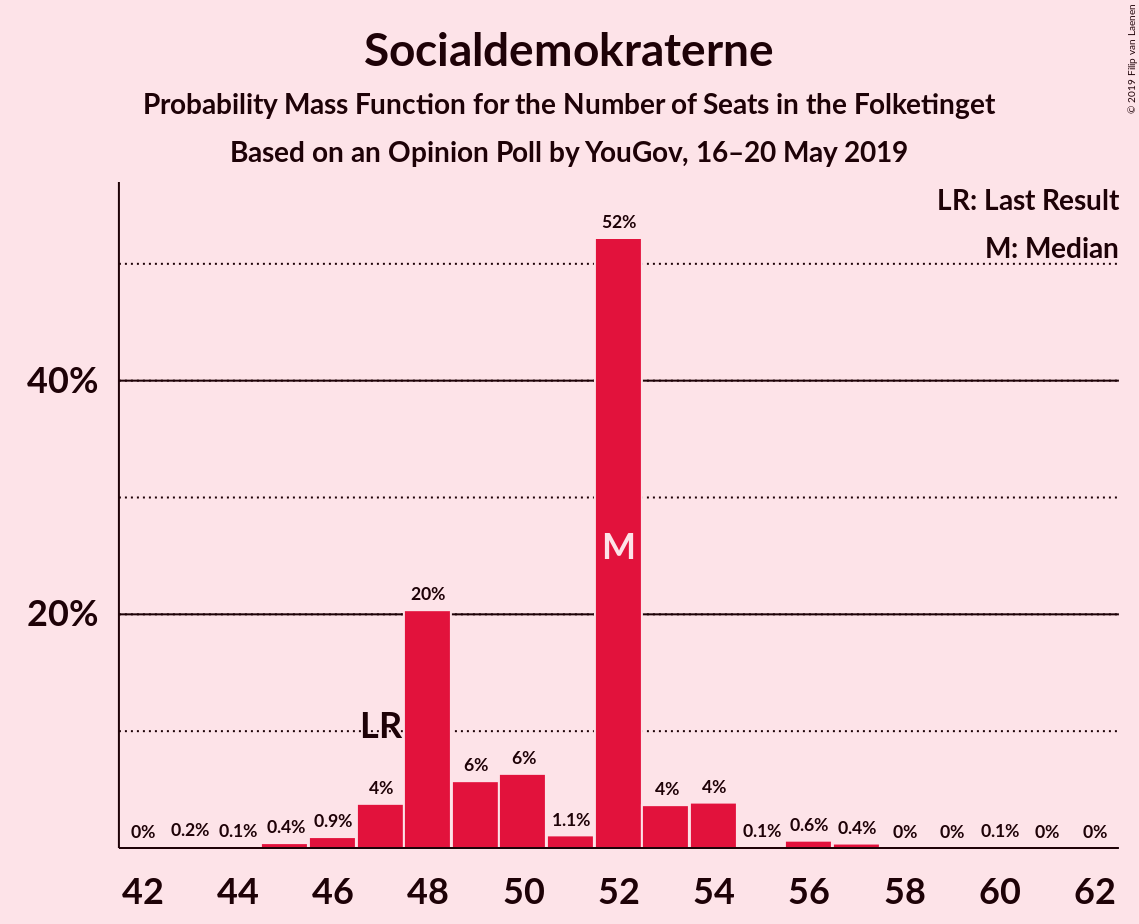 Socialdemokraterne
Probability Mass Function for the Number of Seats in the Folketinget
Based on an Opinion Poll by YouGov, 16–20 May 2019
© 2019 Filip van Laenen
LR: Last Result
M: Median
40%
20%
0%
0.2%
0.1%
0.4%
0.9%
4%
LR
20%
6%
6%
1.1%
52%
M
4%
4%
0.1%
0.6%
0.4%
0%
0%
0.1%
0%
0%
42 44 46 48 50 52 54 56 58 60 62